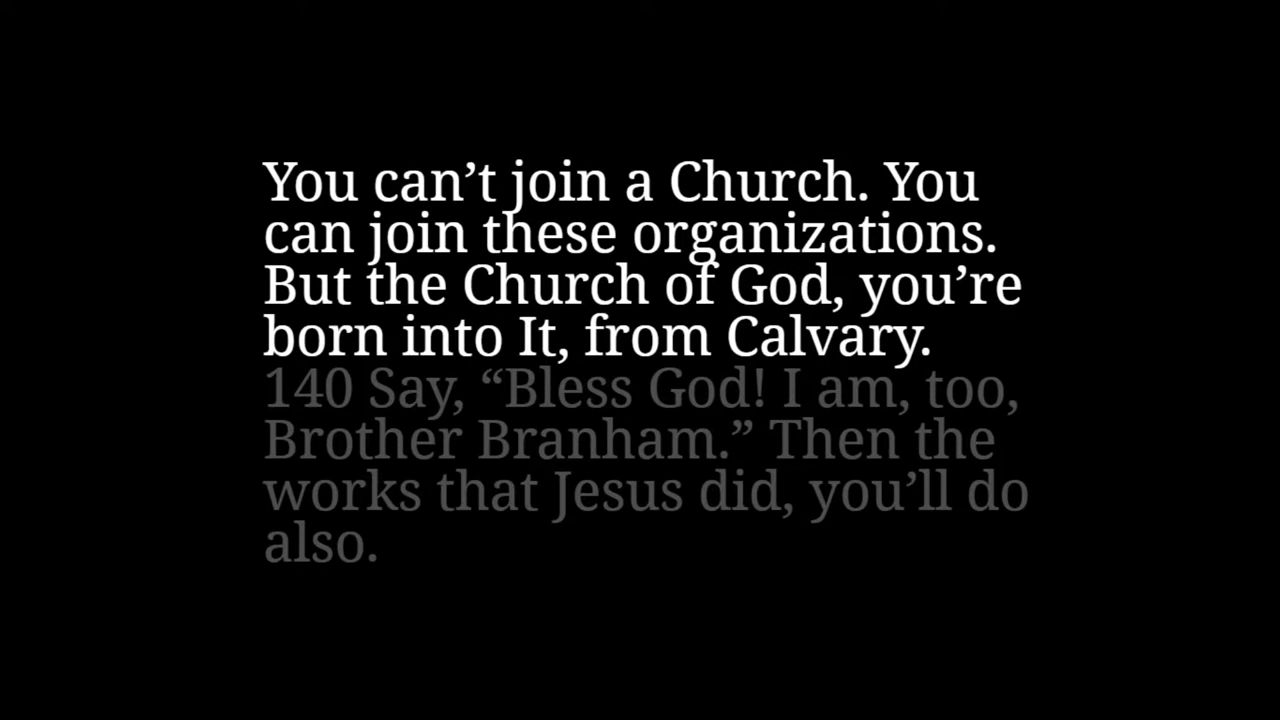 You can’t join a Church. You
can join these organizations.
But the Church of God, you’re
born into It, from Calvary.
140 Say, “Bless God! I am, too,
Brother Branham.” Then the
works that Jesus did, you’ll do
also.